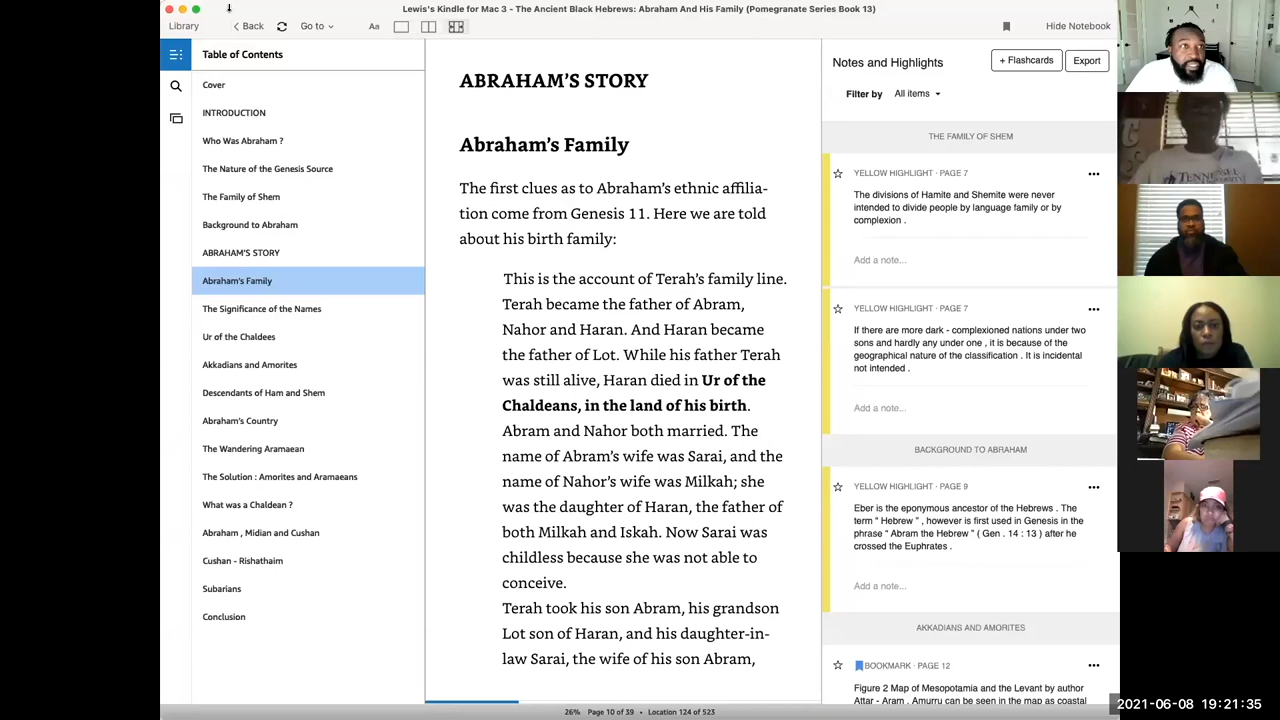 Lewis's Kindle for Mac 3 - The Ancient Black Hebrews: Abraham And His Family (Pomegranate Series Book 13)
Library
Back
Go to
Aa
Hide Notebook
Table of Contents
Cover
INTRODUCTION
Who Was Abraham ?
The Nature of the Genesis Source
The Family of Shem
Background to Abraham
ABRAHAM'S STORY
Abraham's Family
The Significance of the Names
Ur of the Chaldees
Akkadians and Amorites
Descendants of Ham and Shem
Abraham's Country
The Wandering Aramaean
The Solution : Amorites and Aramaeans
What was a Chaldean ?
Abraham , Midian and Cushan
Cushan - Rishathaim
Subarians
Conclusion
ABRAHAM'S STORY
Abraham's Family
The first clues as to Abraham's ethnic affilia-
tion come from Genesis 11. Here we are told
about his birth family:
This is the account of Terah's family line.
Terah became the father of Abram,
Nahor and Haran. And Haran became
the father of Lot. While his father Terah
was still alive, Haran died in Ur of the
Chaldeans, in the land of his birth.
Abram and Nahor both married. The
name of Abram's wife was Sarai, and the
name of Nahor's wife was Milkah; she
was the daughter of Haran, the father of
both Milkah and Iskah. Now Sarai was
childless because she was not able to
conceive.
Terah took his son Abram, his grandson
Lot son of Haran, and his daughter-in-
law Sarai, the wife of his son Abram,
26% Page 10 of 39 • Location 124 of 523
Notes and Highlights
+ Flashcards
Export
Filter by All items
THE FAMILY OF SHEM
YELLOW HIGHLIGHT · PAGE 7
The divisions of Hamite and Shemite were never
intended to divide people by language family or by
complexion .
Add a note...
YELLOW HIGHLIGHT · PAGE 7
If there are more dark - complexioned nations under two
sons and hardly any under one , it is because of the
geographical nature of the classification . It is incidental
not intended .
Add a note...
BACKGROUND TO ABRAHAM
YELLOW HIGHLIGHT · PAGE 9
Eber is the eponymous ancestor of the Hebrews . The
term " Hebrew " , however is first used in Genesis in the
phrase " Abram the Hebrew " ( Gen . 14 : 13 ) after he
crossed the Euphrates .
Add a note...
AKKADIANS AND AMORITES
BOOKMARK · PAGE 12
Figure 2 Map of Mesopotamia and the Levant by author
Attar - Aram . Amurru can be seen in the map as coastal
TENNESSEE
2021-06-08 19:21:35